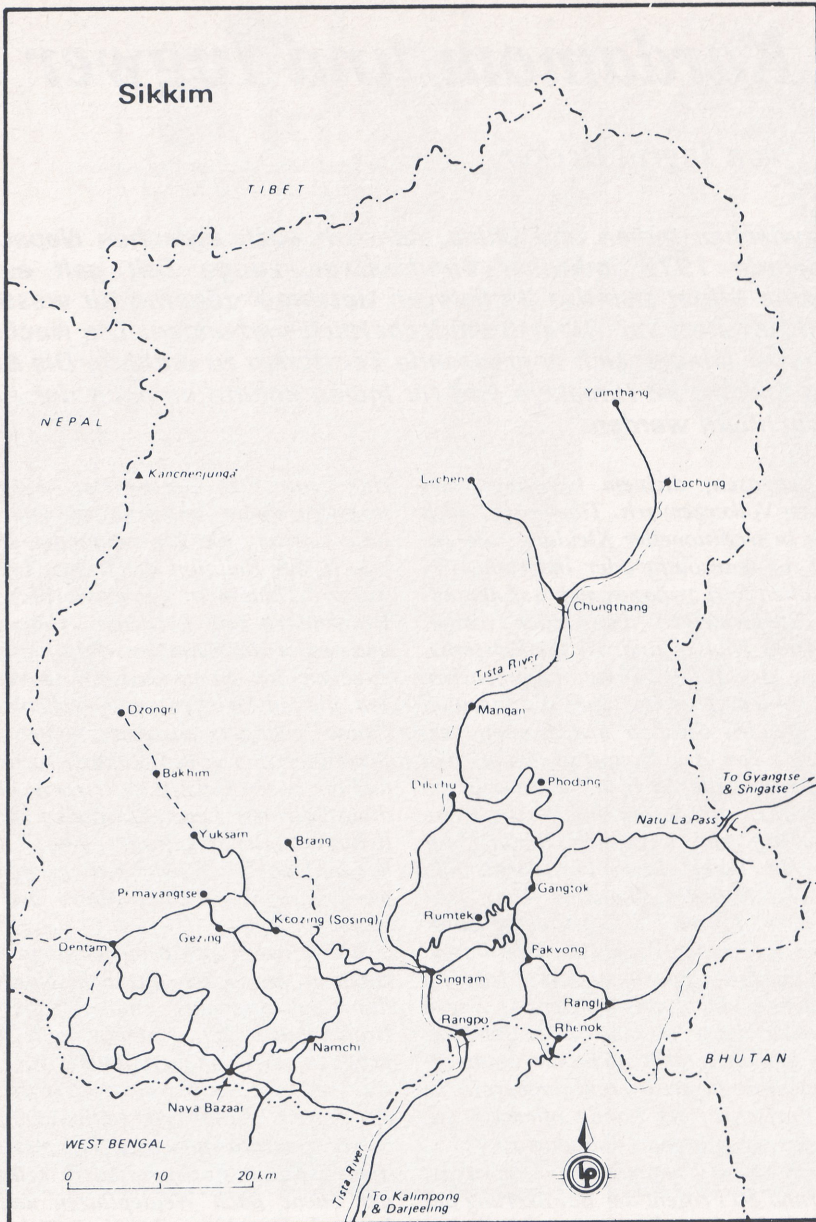 Sikkim
TIBET
NEPAL
Kanchenjunga
Yumthang
Lachen
Lachung
Chungthang
Tista River
Mangan
Dzongri
Bakhim
Dikchu
Phodang
To Gyangtse
& Shigatse
Natu La Pass
Yuksam
Brang
Pemayangtse
Gangtok
Rumtek
Keozing (Sosing)
Gezing
Dentam
Pakyong
Singtam
Rangli
Rangpo
Rhenok
Namchi
BHUTAN
Naya Bazaar
WEST BENGAL
0 10 20 km
Tista River
To Kalimpong
& Darjeeling
LP